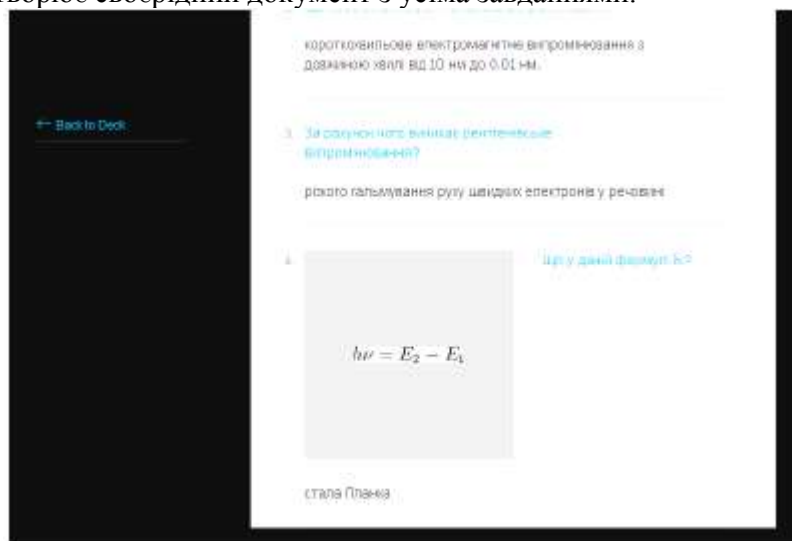 своєрідний документ з усіма завданнями.
короткохвильове електромагнітне випромінювання з
довжиною хвилі від 10 нм до 0.01 нм.
← Back to Deck
3. За рахунок чого виникає рентгенівське
випромінювання?
різкого гальмування руху швидких електронів у речовині
4.
Що у даній формулі h?
hν = E₂ − E₁
стала Планка